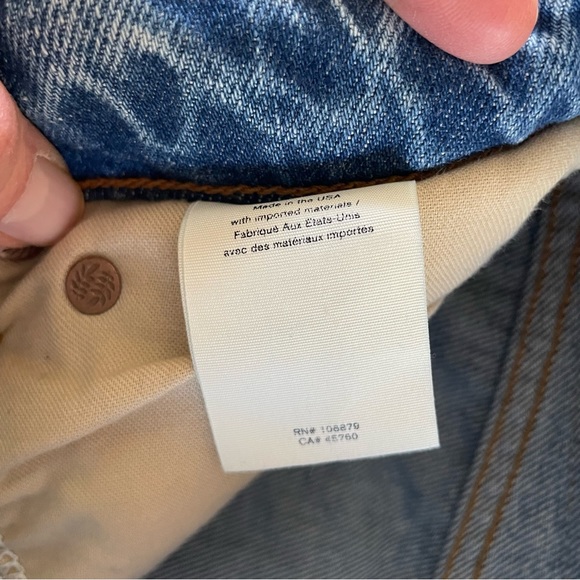 Made in the USA
with imported materials /
Fabriqué Aux États-Unis
avec des matériaux importés
RN# 106879
CA# 45760